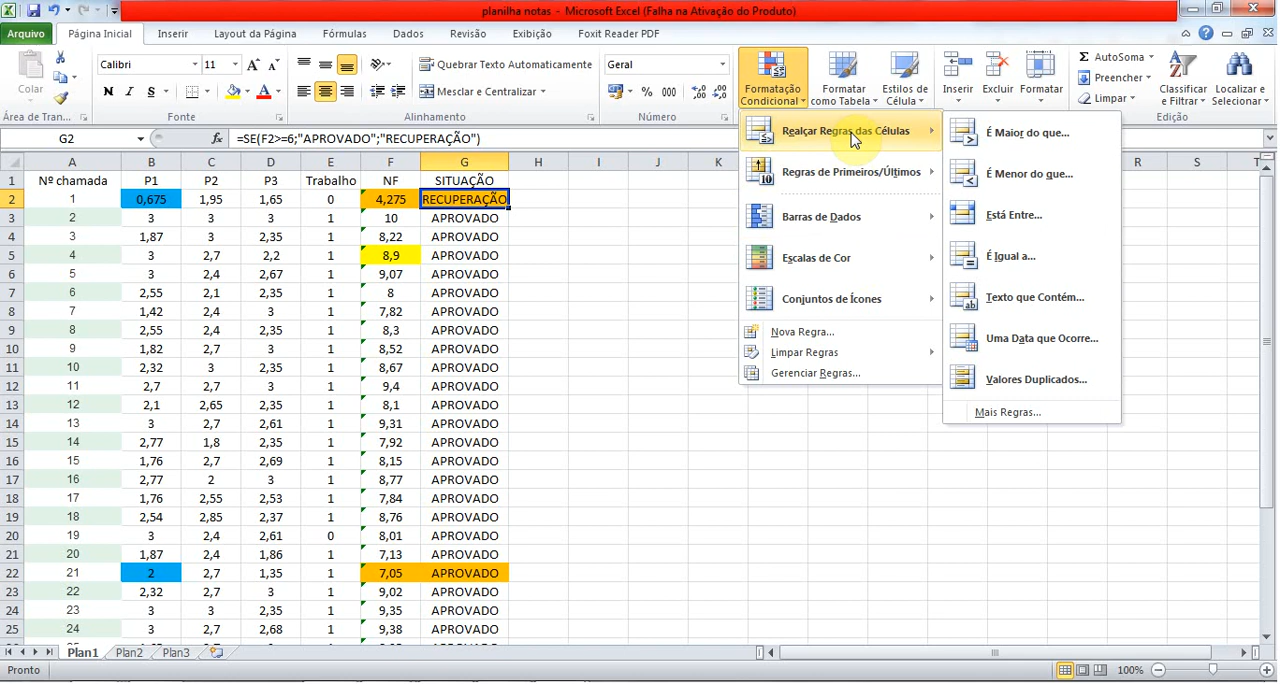 planilha notas - Microsoft Excel (Falha na Ativação do Produto)
Arquivo Página Inicial Inserir Layout da Página Fórmulas Dados Revisão Exibição Foxit Reader PDF
Colar
Calibri 11
N I S
Quebrar Texto Automaticamente
Mesclar e Centralizar
Geral
% 000
Formatação Condicional
Formatar como Tabela
Estilos de Célula
Inserir
Excluir
Formatar
Σ AutoSoma
Preencher
Limpar
Classificar e Filtrar
Localizar e Selecionar
Área de Tran... Fonte Alinhamento Número Edição
G2 fx =SE(F2>=6;"APROVADO";"RECUPERAÇÃO")
Realçar Regras das Células
Regras de Primeiros/Últimos
Barras de Dados
Escalas de Cor
Conjuntos de Ícones
Nova Regra...
Limpar Regras
Gerenciar Regras...
É Maior do que...
É Menor do que...
Está Entre...
É Igual a...
Texto que Contém...
Uma Data que Ocorre...
Valores Duplicados...
Mais Regras...
A B C D E F G H I J K R S T
1 Nº chamada P1 P2 P3 Trabalho NF SITUAÇÃO
2 1 0,675 1,95 1,65 0 4,275 RECUPERAÇÃO
3 2 3 3 3 1 10 APROVADO
4 3 1,87 3 2,35 1 8,22 APROVADO
5 4 3 2,7 2,2 1 8,9 APROVADO
6 5 3 2,4 2,67 1 9,07 APROVADO
7 6 2,55 2,1 2,35 1 8 APROVADO
8 7 1,42 2,4 3 1 7,82 APROVADO
9 8 2,55 2,4 2,35 1 8,3 APROVADO
10 9 1,82 2,7 3 1 8,52 APROVADO
11 10 2,32 3 2,35 1 8,67 APROVADO
12 11 2,7 2,7 3 1 9,4 APROVADO
13 12 2,1 2,65 2,35 1 8,1 APROVADO
14 13 3 2,7 2,61 1 9,31 APROVADO
15 14 2,77 1,8 2,35 1 7,92 APROVADO
16 15 1,76 2,7 2,69 1 8,15 APROVADO
17 16 2,77 2 3 1 8,77 APROVADO
18 17 1,76 2,55 2,53 1 7,84 APROVADO
19 18 2,54 2,85 2,37 1 8,76 APROVADO
20 19 3 2,4 2,61 0 8,01 APROVADO
21 20 1,87 2,4 1,86 1 7,13 APROVADO
22 21 2 2,7 1,35 1 7,05 APROVADO
23 22 2,32 2,7 3 1 9,02 APROVADO
24 23 3 3 2,35 1 9,35 APROVADO
25 24 3 2,7 2,68 1 9,38 APROVADO
Plan1 Plan2 Plan3
Pronto 100%